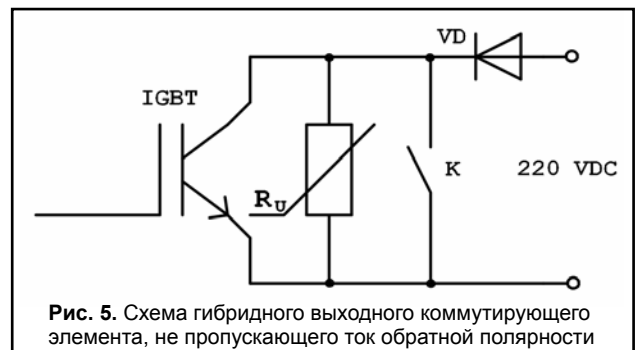 VD
IGBT
R_U
K
220 VDC
Рис. 5. Схема гибридного выходного коммутирующего
элемента, не пропускающего ток обратной полярности